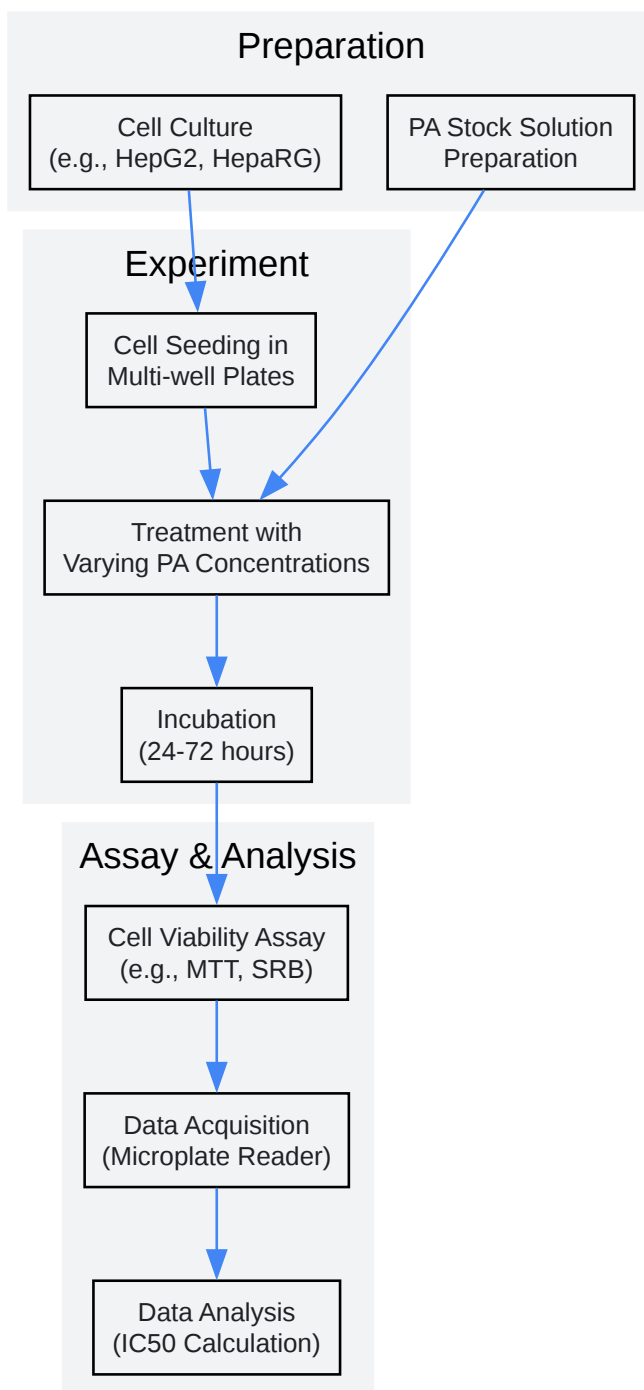 Preparation
Cell Culture
(e.g., HepG2, HepaRG)
PA Stock Solution
Preparation
Experiment
Cell Seeding in
Multi-well Plates
Treatment with
Varying PA Concentrations
Incubation
(24-72 hours)
Assay & Analysis
Cell Viability Assay
(e.g., MTT, SRB)
Data Acquisition
(Microplate Reader)
Data Analysis
(IC50 Calculation)